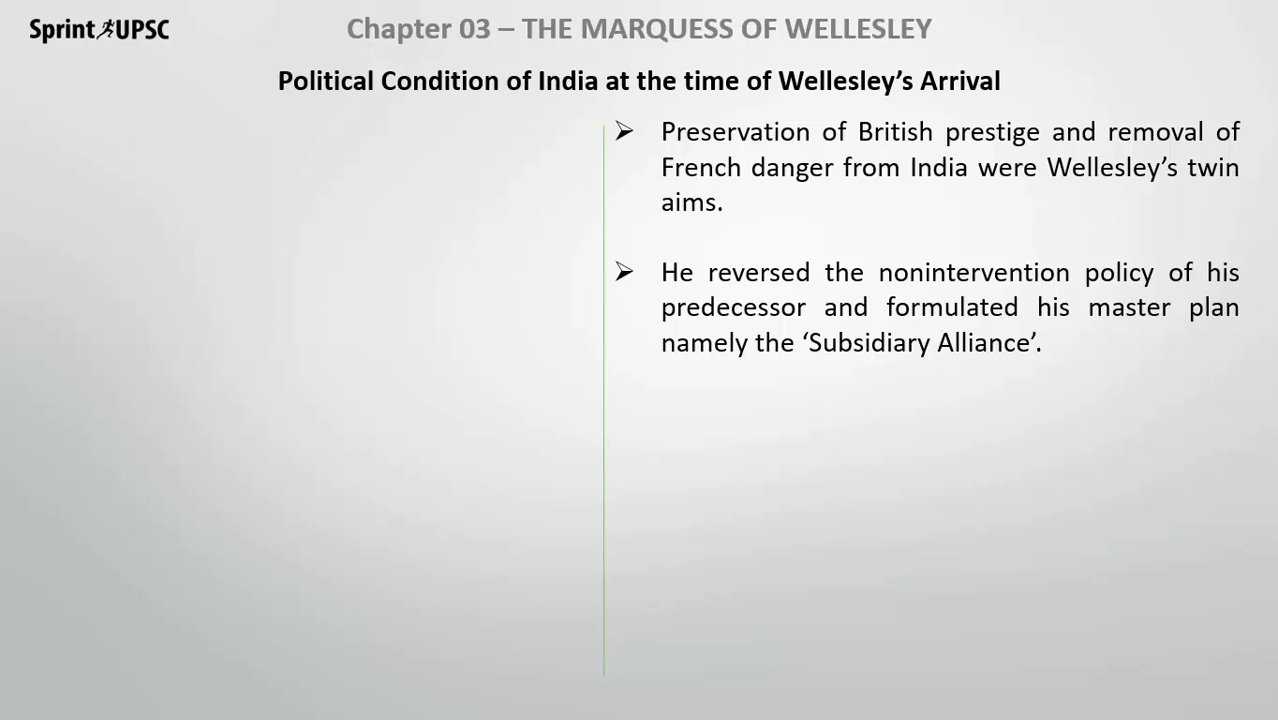 Sprint UPSC
Chapter 03 – THE MARQUESS OF WELLESLEY
Political Condition of India at the time of Wellesley’s Arrival
➢ Preservation of British prestige and removal of
French danger from India were Wellesley’s twin
aims.
➢ He reversed the nonintervention policy of his
predecessor and formulated his master plan
namely the ‘Subsidiary Alliance’.